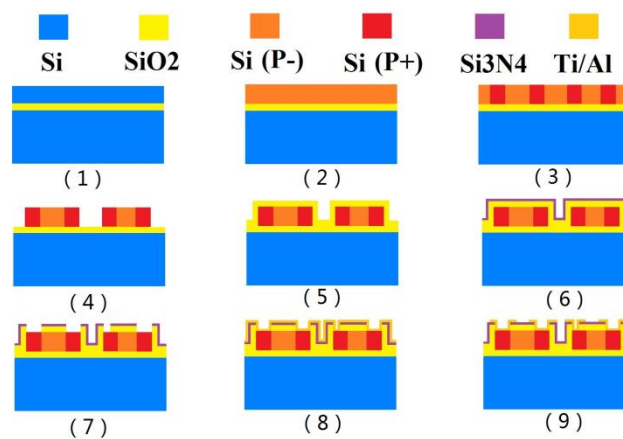 Si SiO2 Si (P-) Si (P+) Si3N4 Ti/Al
(1) (2) (3)
(4) (5) (6)
(7) (8) (9)